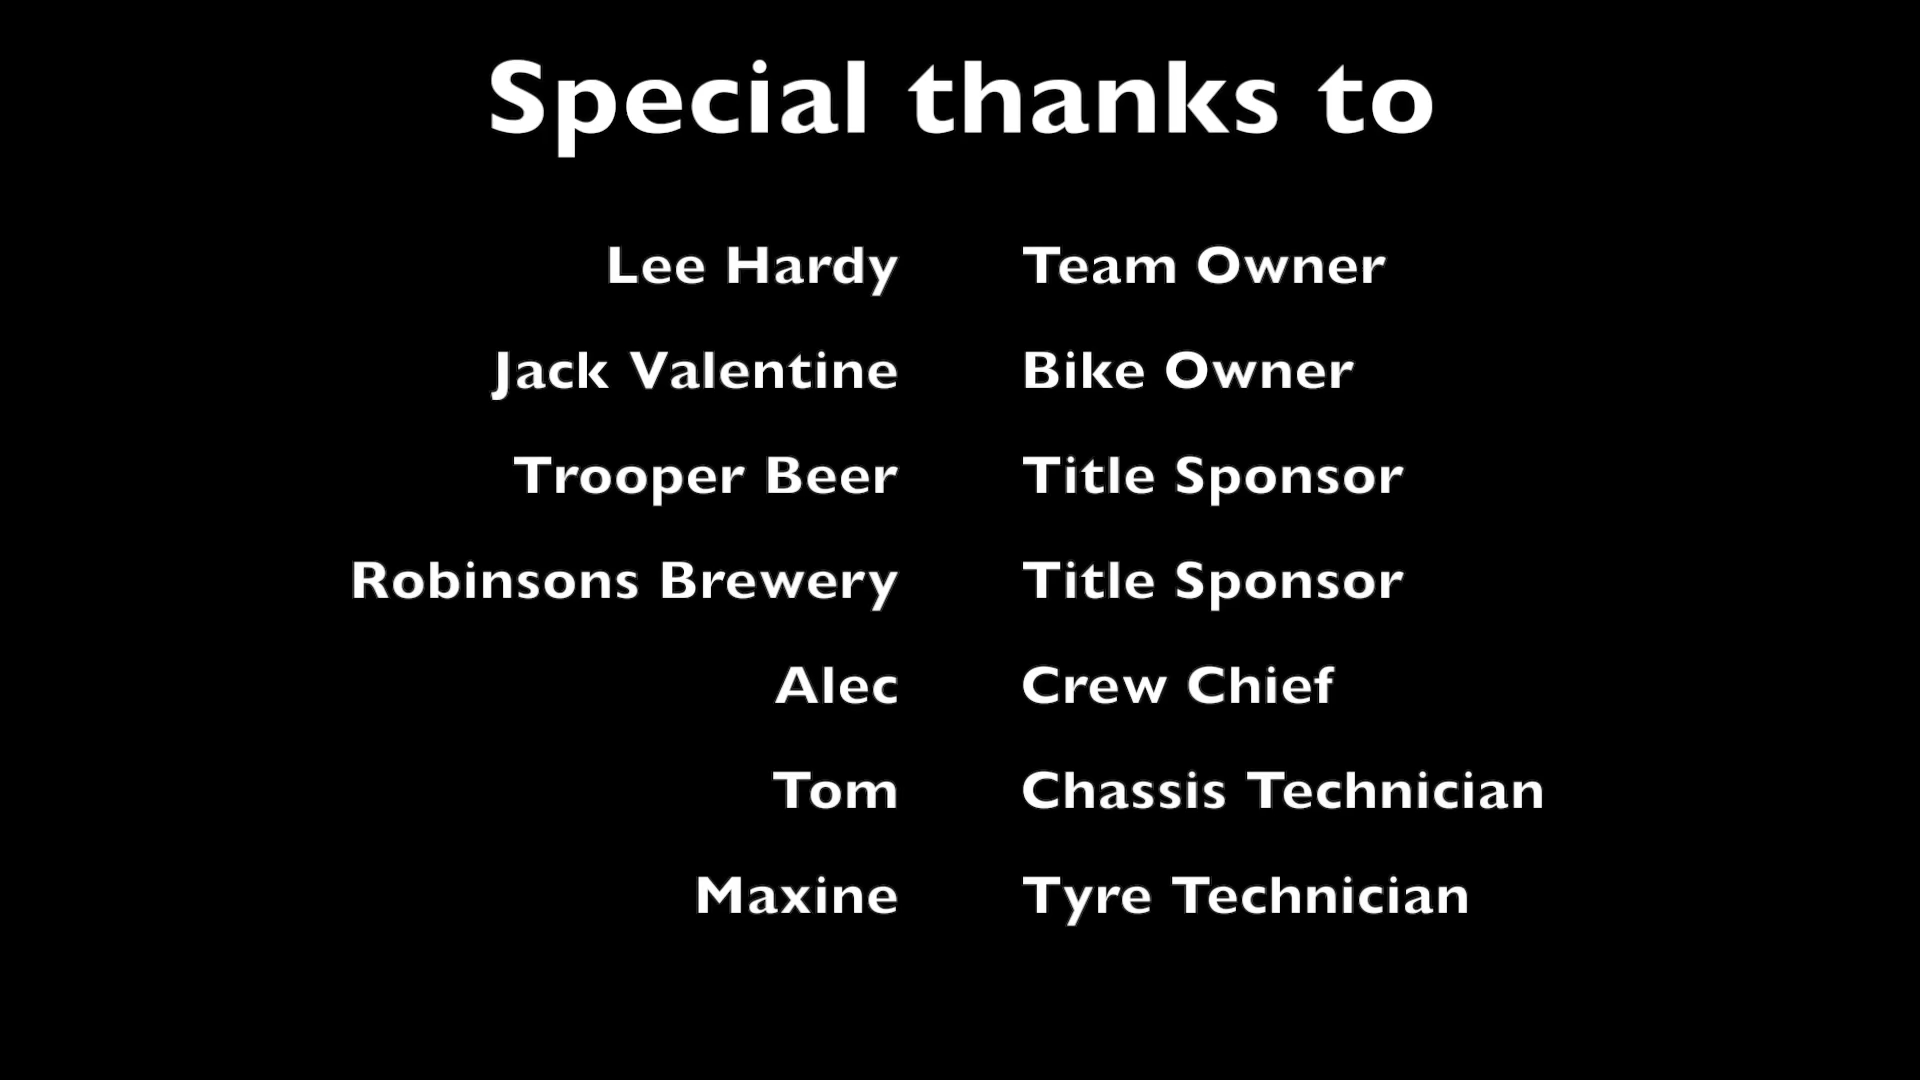 Special thanks to
Lee Hardy Team Owner
Jack Valentine Bike Owner
Trooper Beer Title Sponsor
Robinsons Brewery Title Sponsor
Alec Crew Chief
Tom Chassis Technician
Maxine Tyre Technician